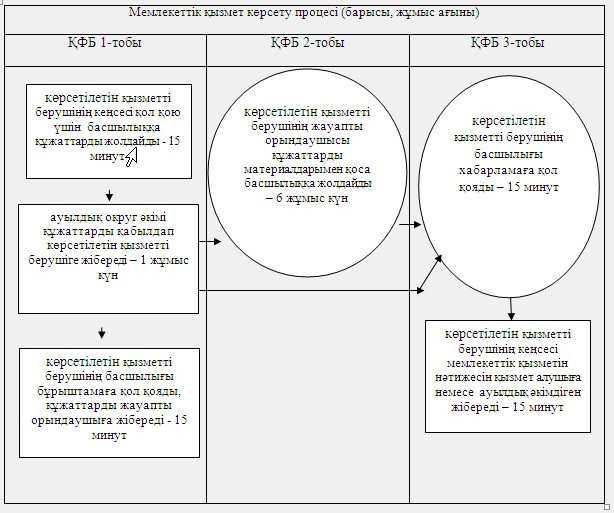 Мемлекеттік қызмет көрсету процесі (барысы, жұмыс ағыны)
ҚФБ 1-тобы
ҚФБ 2-тобы
ҚФБ 3-тобы
көрсетілетін қызметті
берушінің кеңсесі қол қою
үшін басшылыққа
құжаттарды жолдайды - 15
минут
ауылдық округ әкімі
құжаттарды қабылдап
көрсетілетін қызметті
берушіге жібереді – 1 жұмыс
күн
көрсетілетін қызметті
берушінің басшылығы
бұрыштамаға қол қояды,
құжаттарды жауапты
орындаушыға жібереді - 15
минут
көрсетілетін қызметті
берушінің жауапты
орындаушысы
құжаттарды
материалдарымен қоса
басшылыққа жолдайды
– 6 жұмыс күн
көрсетілетін
қызметті берушінің
басшылығы
хабарламаға қол
қояды – 15 минут
көрсетілетін қызметті
берушінің кеңсесі
мемлекеттік қызметін
нәтижесін қызмет алушыға
немесе ауылдық әкімдіген
жібереді – 15 минут